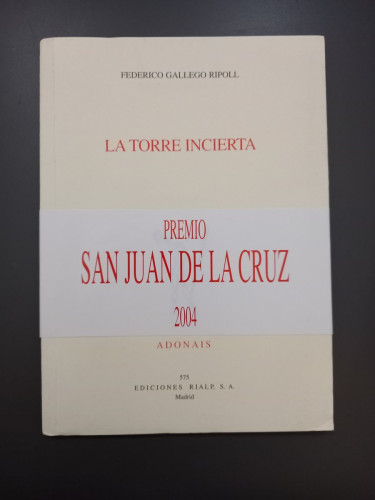 FEDERICO GALLEGO RIPOLL
LA TORRE INCIERTA
PREMIO
SAN JUAN DE LA CRUZ
2004
ADONAIS
575
EDICIONES RIALP, S. A.
Madrid